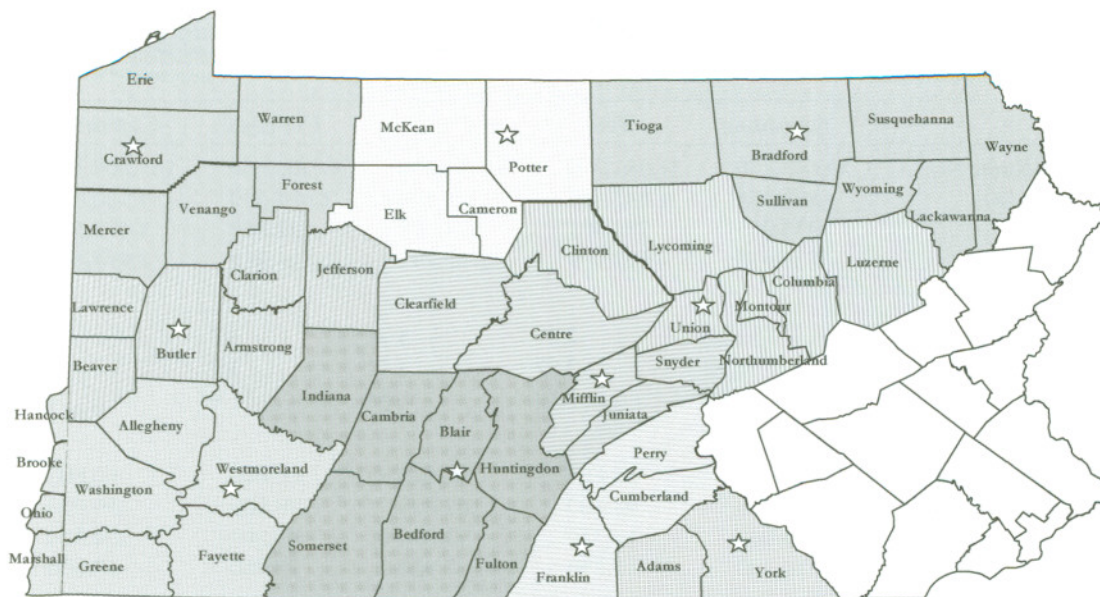 Erie
Warren
McKean
Potter
Tioga
Bradford
Susquehanna
Wayne
Crawford
Forest
Elk
Cameron
Sullivan
Wyoming
Lackawanna
Venango
Mercer
Clinton
Lycoming
Luzerne
Clarion
Jefferson
Clearfield
Columbia
Lawrence
Centre
Union
Montour
Butler
Armstrong
Snyder
Northumberland
Beaver
Indiana
Mifflin
Juniata
Hancock
Allegheny
Cambria
Blair
Perry
Brooke
Westmoreland
Huntingdon
Washington
Cumberland
Ohio
Marshall
Greene
Fayette
Somerset
Bedford
Fulton
Franklin
Adams
York